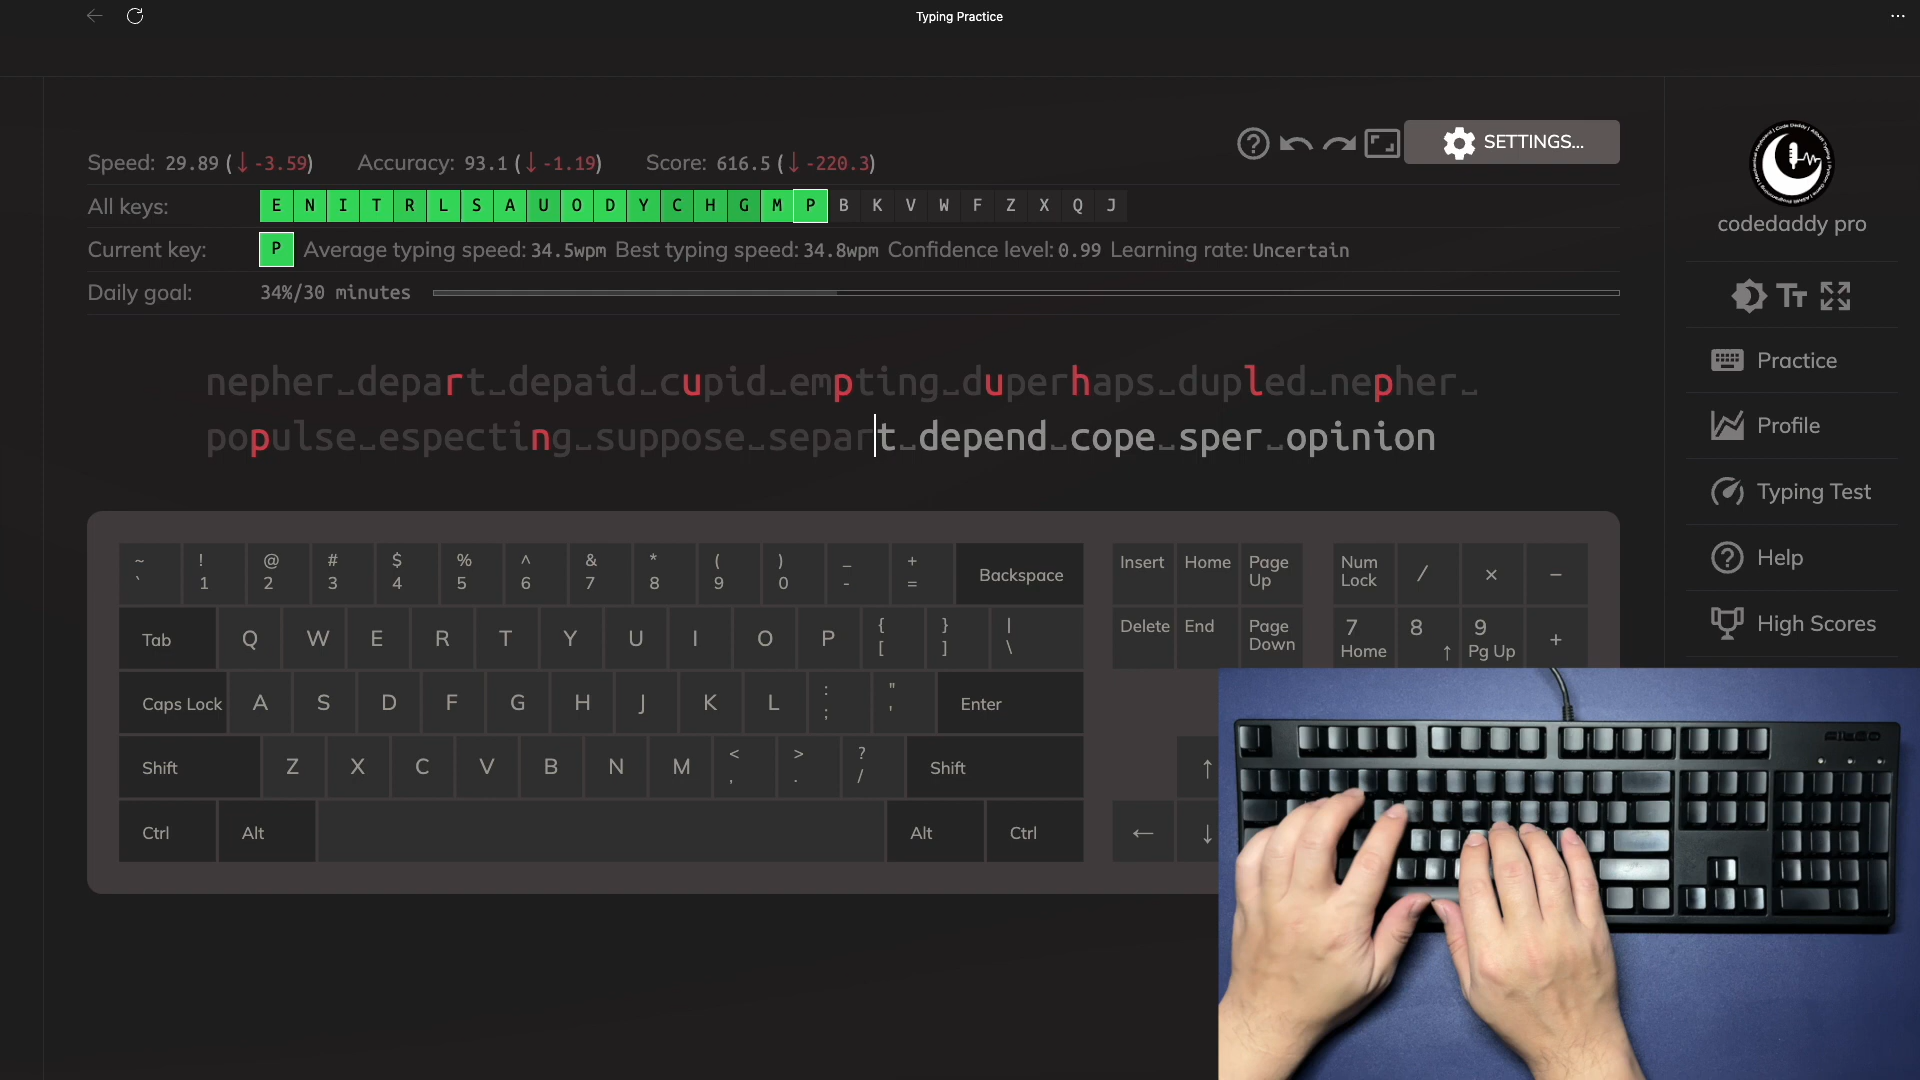 Typing Practice
Speed: 29.89 (↓-3.59) Accuracy: 93.1 (↓-1.19) Score: 616.5 (↓-220.3)
SETTINGS...
All keys: E N I T R L S A U O D Y C H G M P B K V W F Z X Q J
Current key: P Average typing speed: 34.5wpm Best typing speed: 34.8wpm Confidence level: 0.99 Learning rate: Uncertain
Daily goal: 34%/30 minutes
codedaddy pro
Practice
Profile
Typing Test
Help
High Scores
nepher␣depart␣depaid␣cupid␣empting␣duperhaps␣dupled␣nepher␣
populse␣especting␣suppose␣separt␣depend␣cope␣sper␣opinion
~ ! @ # $ % ^ & * ( ) _ +
` 1 2 3 4 5 6 7 8 9 0 - = Backspace
Insert Home Page Up
Num Lock / × −
Tab Q W E R T Y U I O P { [ } ] | \
Delete End Page Down
7 Home 8 ↑ 9 Pg Up +
Caps Lock A S D F G H J K L : ; " ' Enter
Shift Z X C V B N M < , > . ? / Shift
↑
Ctrl Alt Alt Ctrl
← ↓